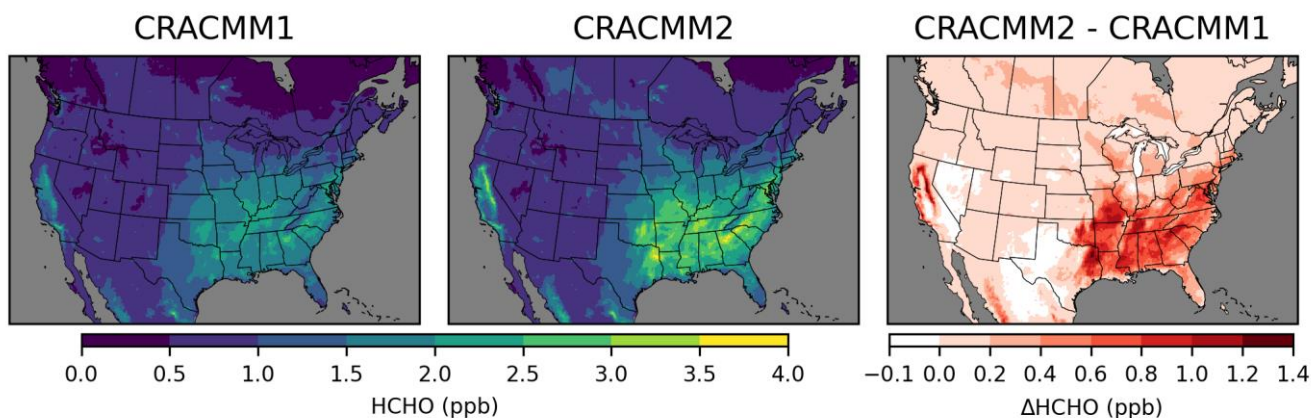 CRACMM1
CRACMM2
CRACMM2 - CRACMM1
0.0 0.5 1.0 1.5 2.0 2.5 3.0 3.5 4.0
HCHO (ppb)
−0.1 0.0 0.2 0.4 0.6 0.8 1.0 1.2 1.4
ΔHCHO (ppb)